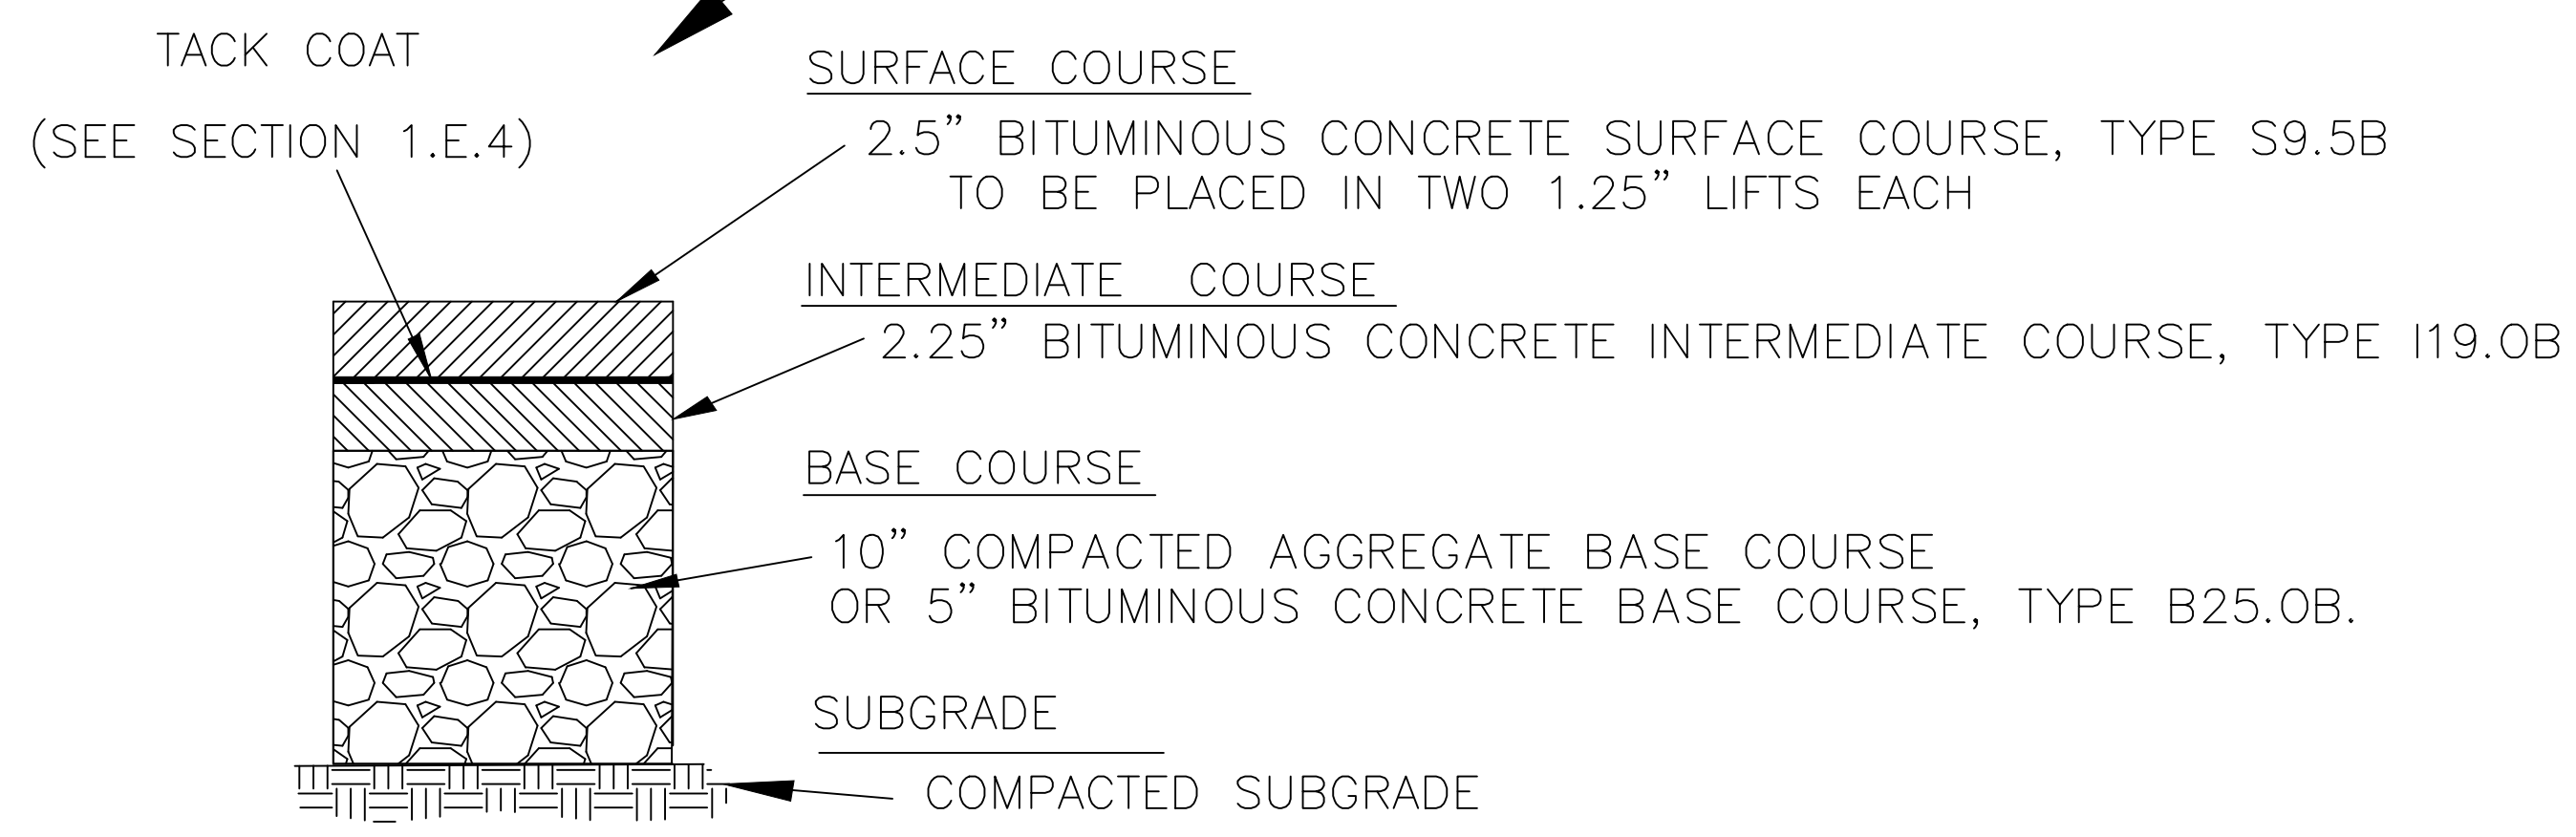 TACK COAT
(SEE SECTION 1.E.4)
SURFACE COURSE
2.5" BITUMINOUS CONCRETE SURFACE COURSE, TYPE S9.5B
TO BE PLACED IN TWO 1.25" LIFTS EACH
INTERMEDIATE COURSE
2.25" BITUMINOUS CONCRETE INTERMEDIATE COURSE, TYPE I19.0B
BASE COURSE
10" COMPACTED AGGREGATE BASE COURSE
OR 5" BITUMINOUS CONCRETE BASE COURSE, TYPE B25.0B.
SUBGRADE
COMPACTED SUBGRADE